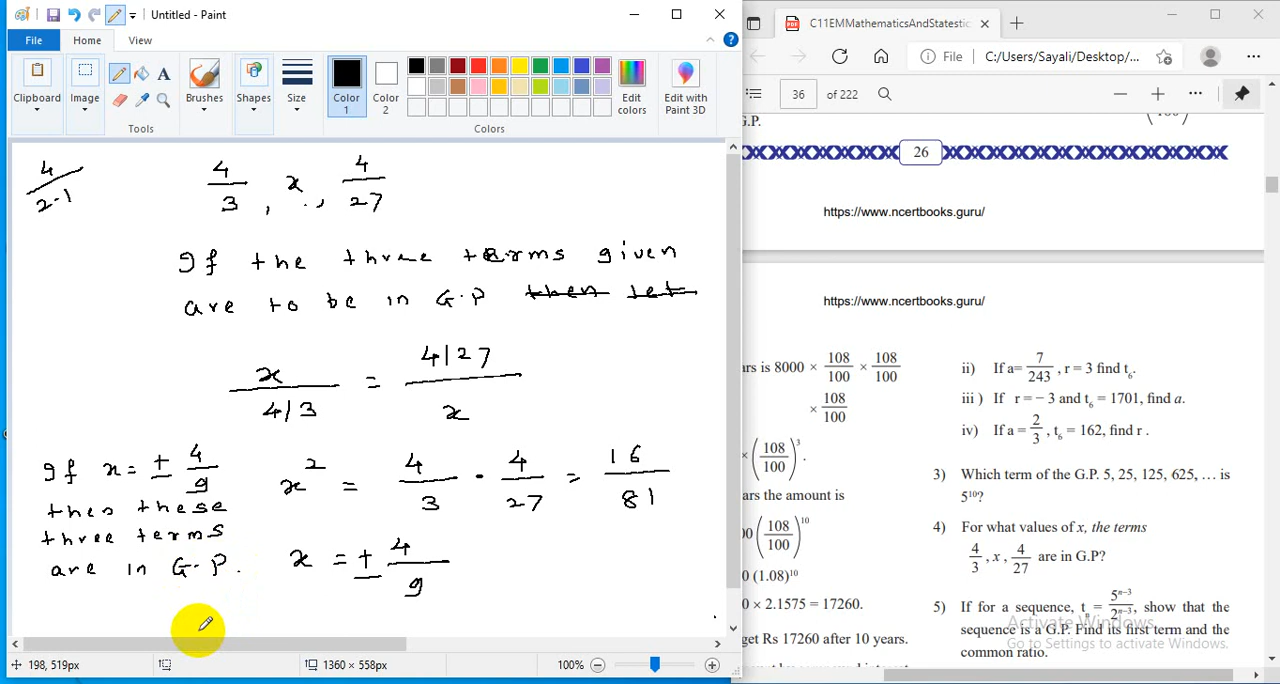 Untitled - Paint
File
Home
View
Clipboard
Image
Tools
Brushes
Shapes
Size
Color 1
Color 2
Colors
Edit colors
Edit with Paint 3D
4/2·1
4/3 , x , 4/27
If the three terms given
are to be in G.P then let
x / 4/3 = 4/27 / x
x² = 4/3 · 4/27 = 16/81
x = ± 4/9
If x = ± 4/9
then these
three terms
are in G.P.
198, 519px
1360 × 558px
100%
C11EMMathematicsAndStatestic
File
C:/Users/Sayali/Desktop/...
36
of 222
G.P.
26
https://www.ncertbooks.guru/
https://www.ncertbooks.guru/
ars is 8000 × 108/100 × 108/100
× 108/100
× (108/100)³.
ars the amount is
00 (108/100)¹⁰
0 (1.08)¹⁰
0 × 2.1575 = 17260.
get Rs 17260 after 10 years.
ii) If a= 7/243 , r = 3 find t₆.
iii ) If r = − 3 and t₆ = 1701, find a.
iv) If a = 2/3 , t₆ = 162, find r .
3) Which term of the G.P. 5, 25, 125, 625, … is
5¹⁰?
4) For what values of x, the terms
4/3 , x , 4/27 are in G.P?
5) If for a sequence, tₙ = 5ⁿ⁻³/2ⁿ⁻³, show that the
sequence is a G.P. Find its first term and the
common ratio.
Activate Windows
Go to Settings to activate Windows.